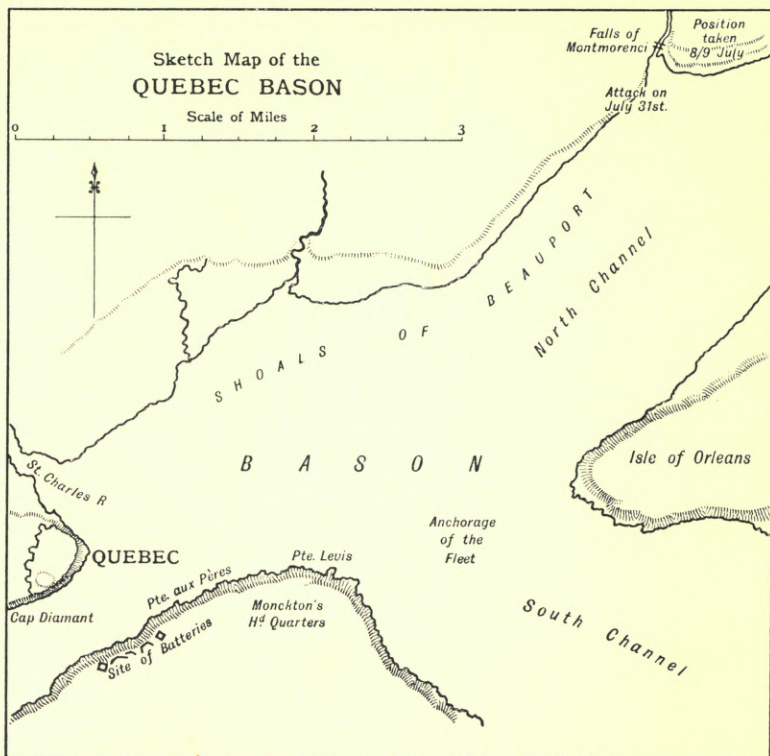 Sketch Map of the
QUEBEC BASON
Scale of Miles
0 1 2 3
Falls of
Montmorenci
Position
taken
8/9 July
Attack on
July 31st.
SHOALS OF BEAUPORT
North Channel
BASON
Isle of Orleans
St. Charles R
Anchorage
of the
Fleet
QUEBEC
Pte. Levis
Pte. aux Pères
Cap Diamant
Monckton's
Hd Quarters
Site of Batteries
South Channel